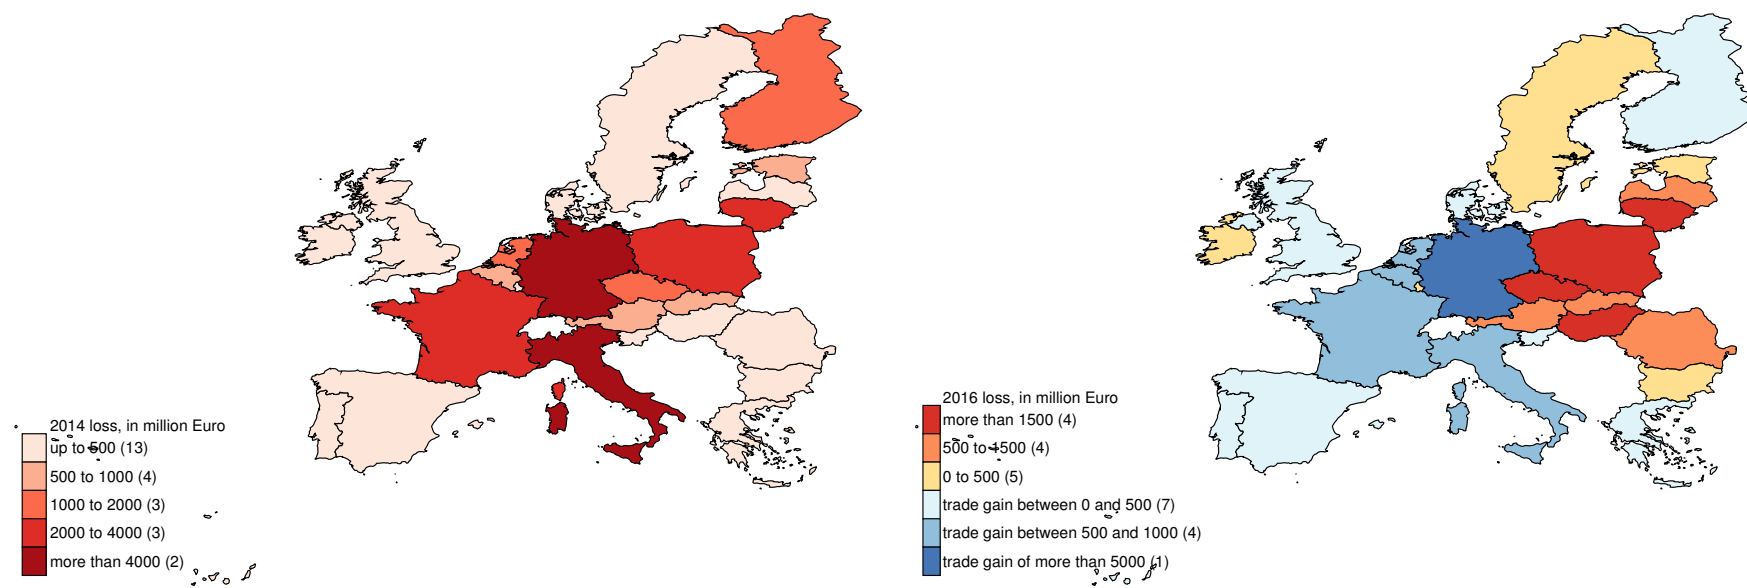 2014 loss, in million Euro
up to 500 (13)
500 to 1000 (4)
1000 to 2000 (3)
2000 to 4000 (3)
more than 4000 (2)
2016 loss, in million Euro
more than 1500 (4)
500 to 1500 (4)
0 to 500 (5)
trade gain between 0 and 500 (7)
trade gain between 500 and 1000 (4)
trade gain of more than 5000 (1)